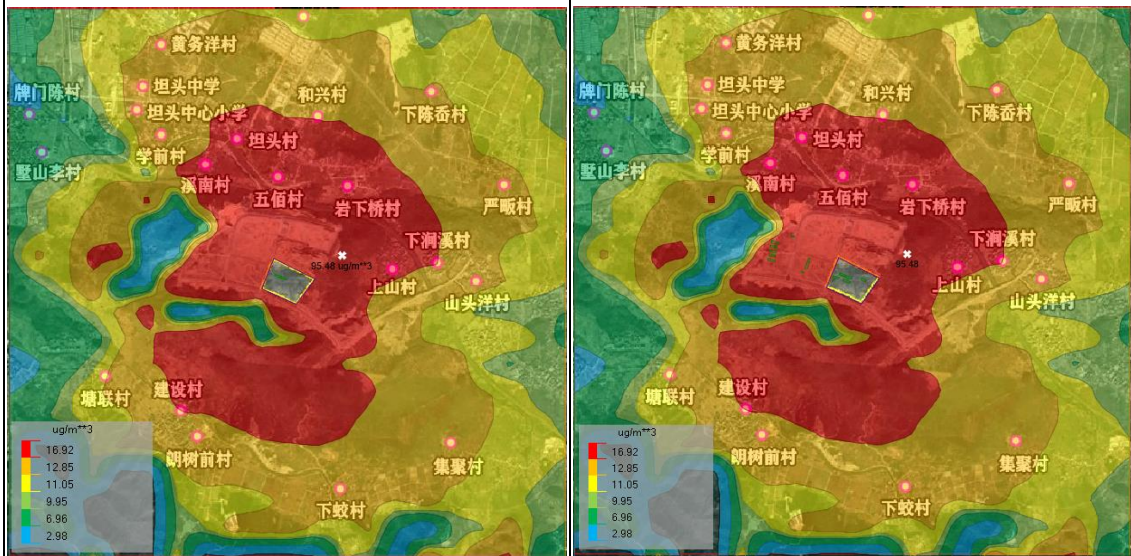 黄务洋村
坦头中学
牌门陈村
坦头中心小学
和兴村
下陈岙村
坦头村
学前村
墅山李村
溪南村
五佰村
岩下桥村
严畈村
下涧溪村
95.48 ug/m**3
上山村
山头洋村
建设村
塘联村
ug/m**3
16.92
12.85
11.05
9.95
6.96
2.98
朗树前村
集聚村
下蛟村
黄务洋村
坦头中学
牌门陈村
坦头中心小学
和兴村
下陈岙村
坦头村
学前村
墅山李村
溪南村
五佰村
岩下桥村
严畈村
下涧溪村
95.48
上山村
山头洋村
建设村
塘联村
ug/m**3
16.92
12.85
11.05
9.95
6.96
2.98
朗树前村
集聚村
下蛟村